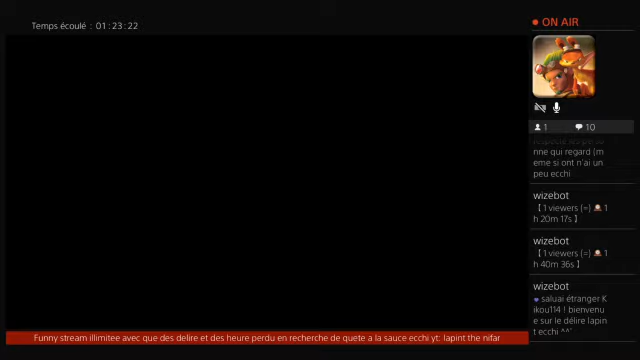 Temps écoulé : 01:23:22
ON AIR
1 10
nne qui regard (m
eme si ont n'ai un
peu ecchi
wizebot
【 1 viewers (=) 1
h 20m 17s 】
wizebot
【 1 viewers (=) 1
h 40m 36s 】
wizebot
saluai étranger K
ikou114 ! bienvenu
e sur le délire lapin
t ecchi ^^'
Funny stream illimitee avec que des delire et des heure perdu en recherche de quete a la sauce ecchi yt: lapint the nifar